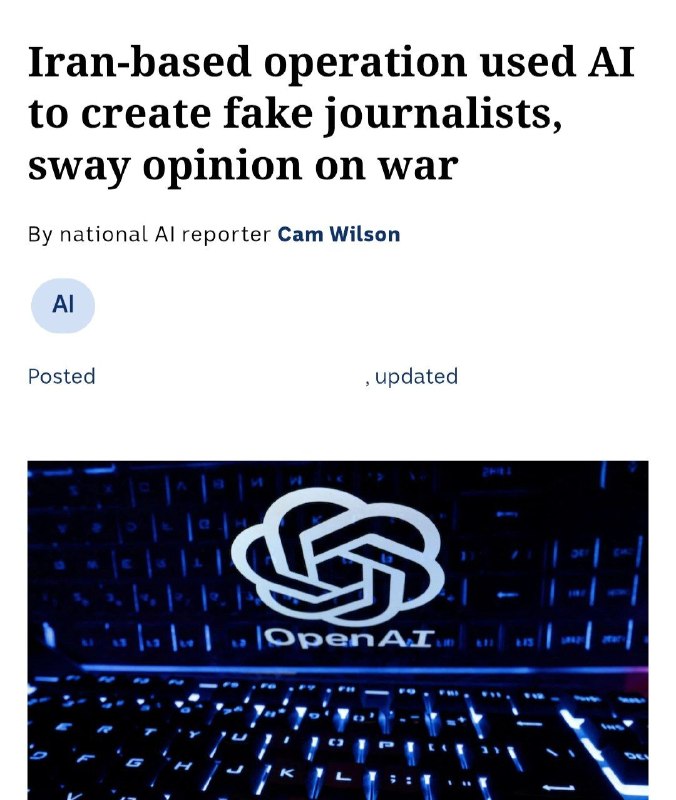 Iran-based operation used AI
to create fake journalists,
sway opinion on war
By national AI reporter Cam Wilson
AI
Posted , updated
OpenAI